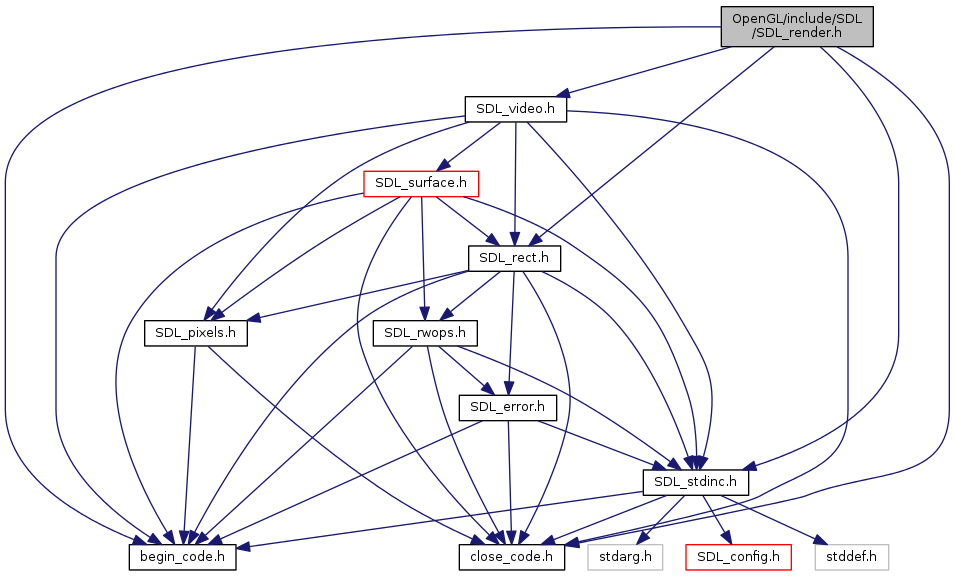 OpenGL/include/SDL
/SDL_render.h
SDL_video.h
SDL_surface.h
SDL_rect.h
SDL_pixels.h
SDL_rwops.h
SDL_error.h
SDL_stdinc.h
begin_code.h
close_code.h
stdarg.h
SDL_config.h
stddef.h